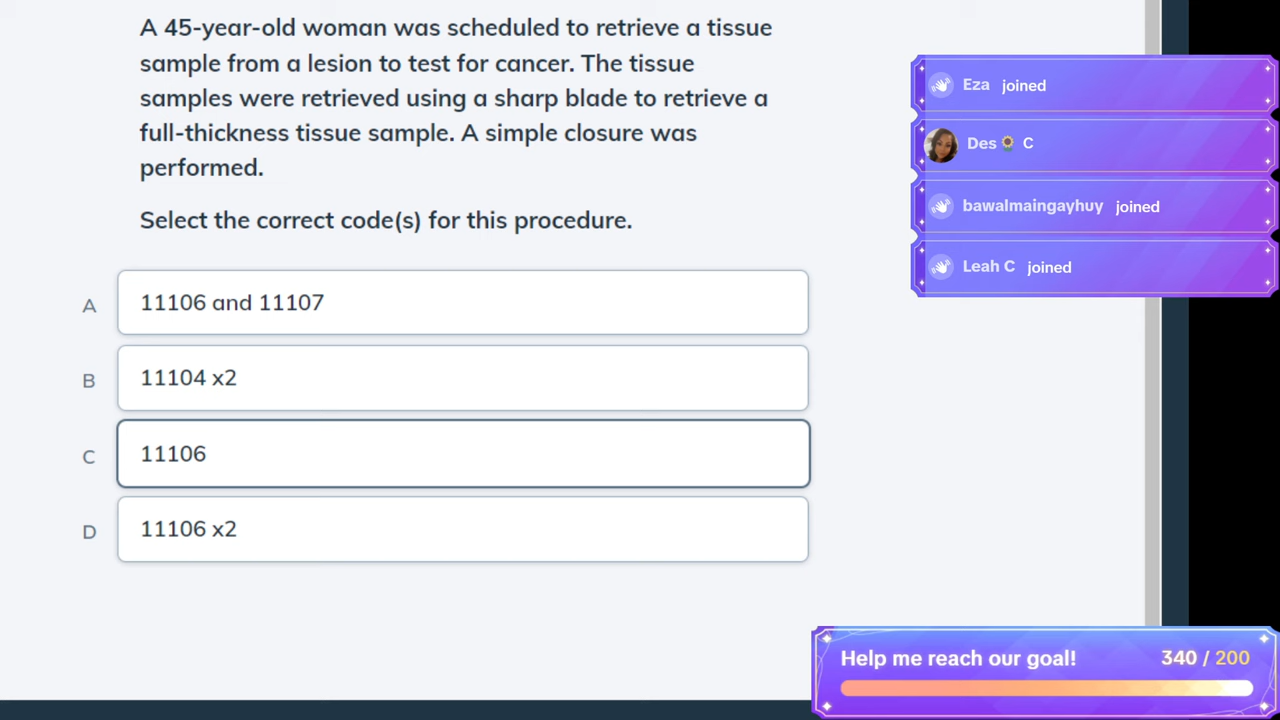 A 45-year-old woman was scheduled to retrieve a tissue
sample from a lesion to test for cancer. The tissue
samples were retrieved using a sharp blade to retrieve a
full-thickness tissue sample. A simple closure was
performed.
Select the correct code(s) for this procedure.
A 11106 and 11107
B 11104 x2
C 11106
D 11106 x2
Eza joined
Des🌻 C
bawalmaingayhuy joined
Leah C joined
Help me reach our goal! 340 / 200